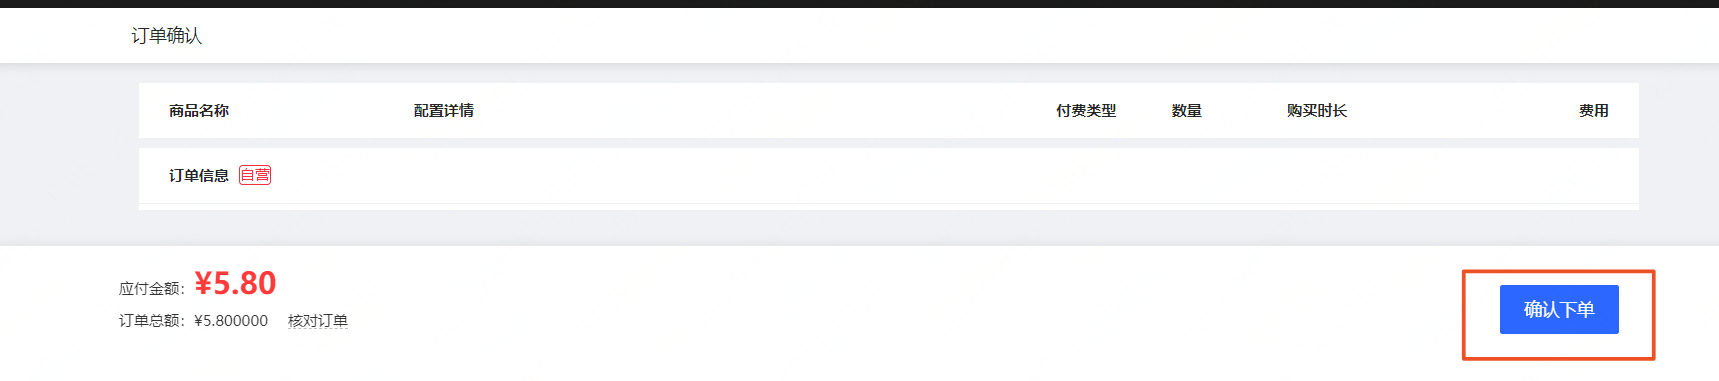 订单确认
商品名称 配置详情 付费类型 数量 购买时长 费用
订单信息 自营
应付金额：¥5.80
订单总额：¥5.800000 核对订单
确认下单